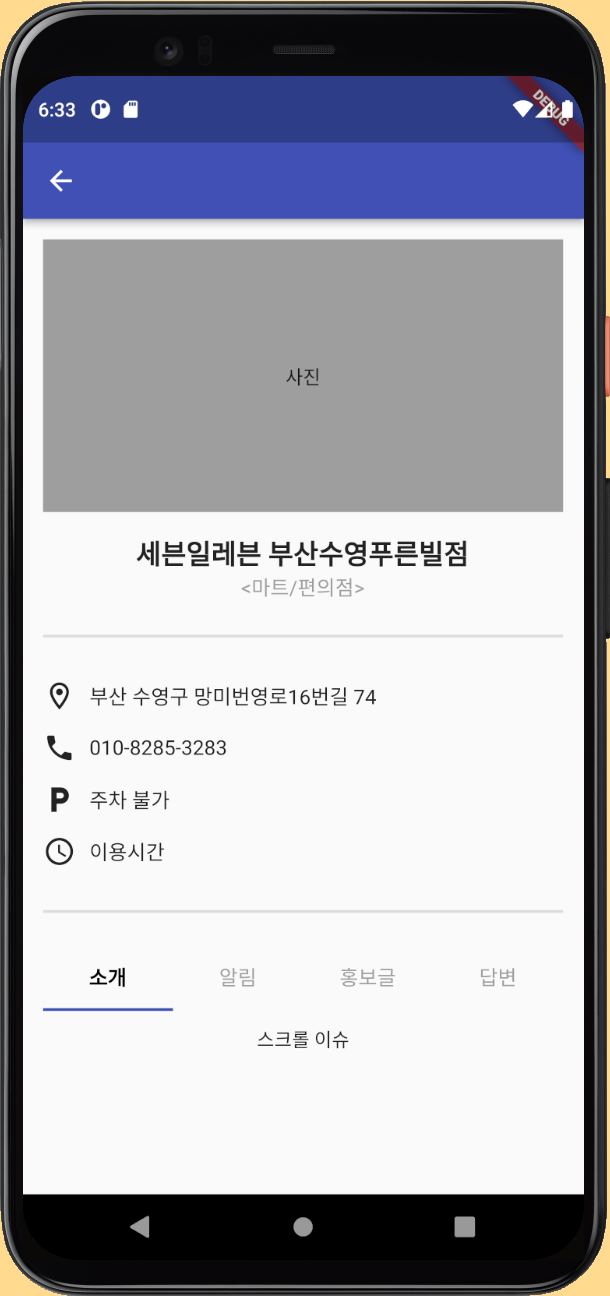 6:33
DEBUG
사진
세븐일레븐 부산수영푸른빌점
<마트/편의점>
부산 수영구 망미번영로16번길 74
010-8285-3283
P 주차 불가
이용시간
소개 알림 홍보글 답변
스크롤 이슈